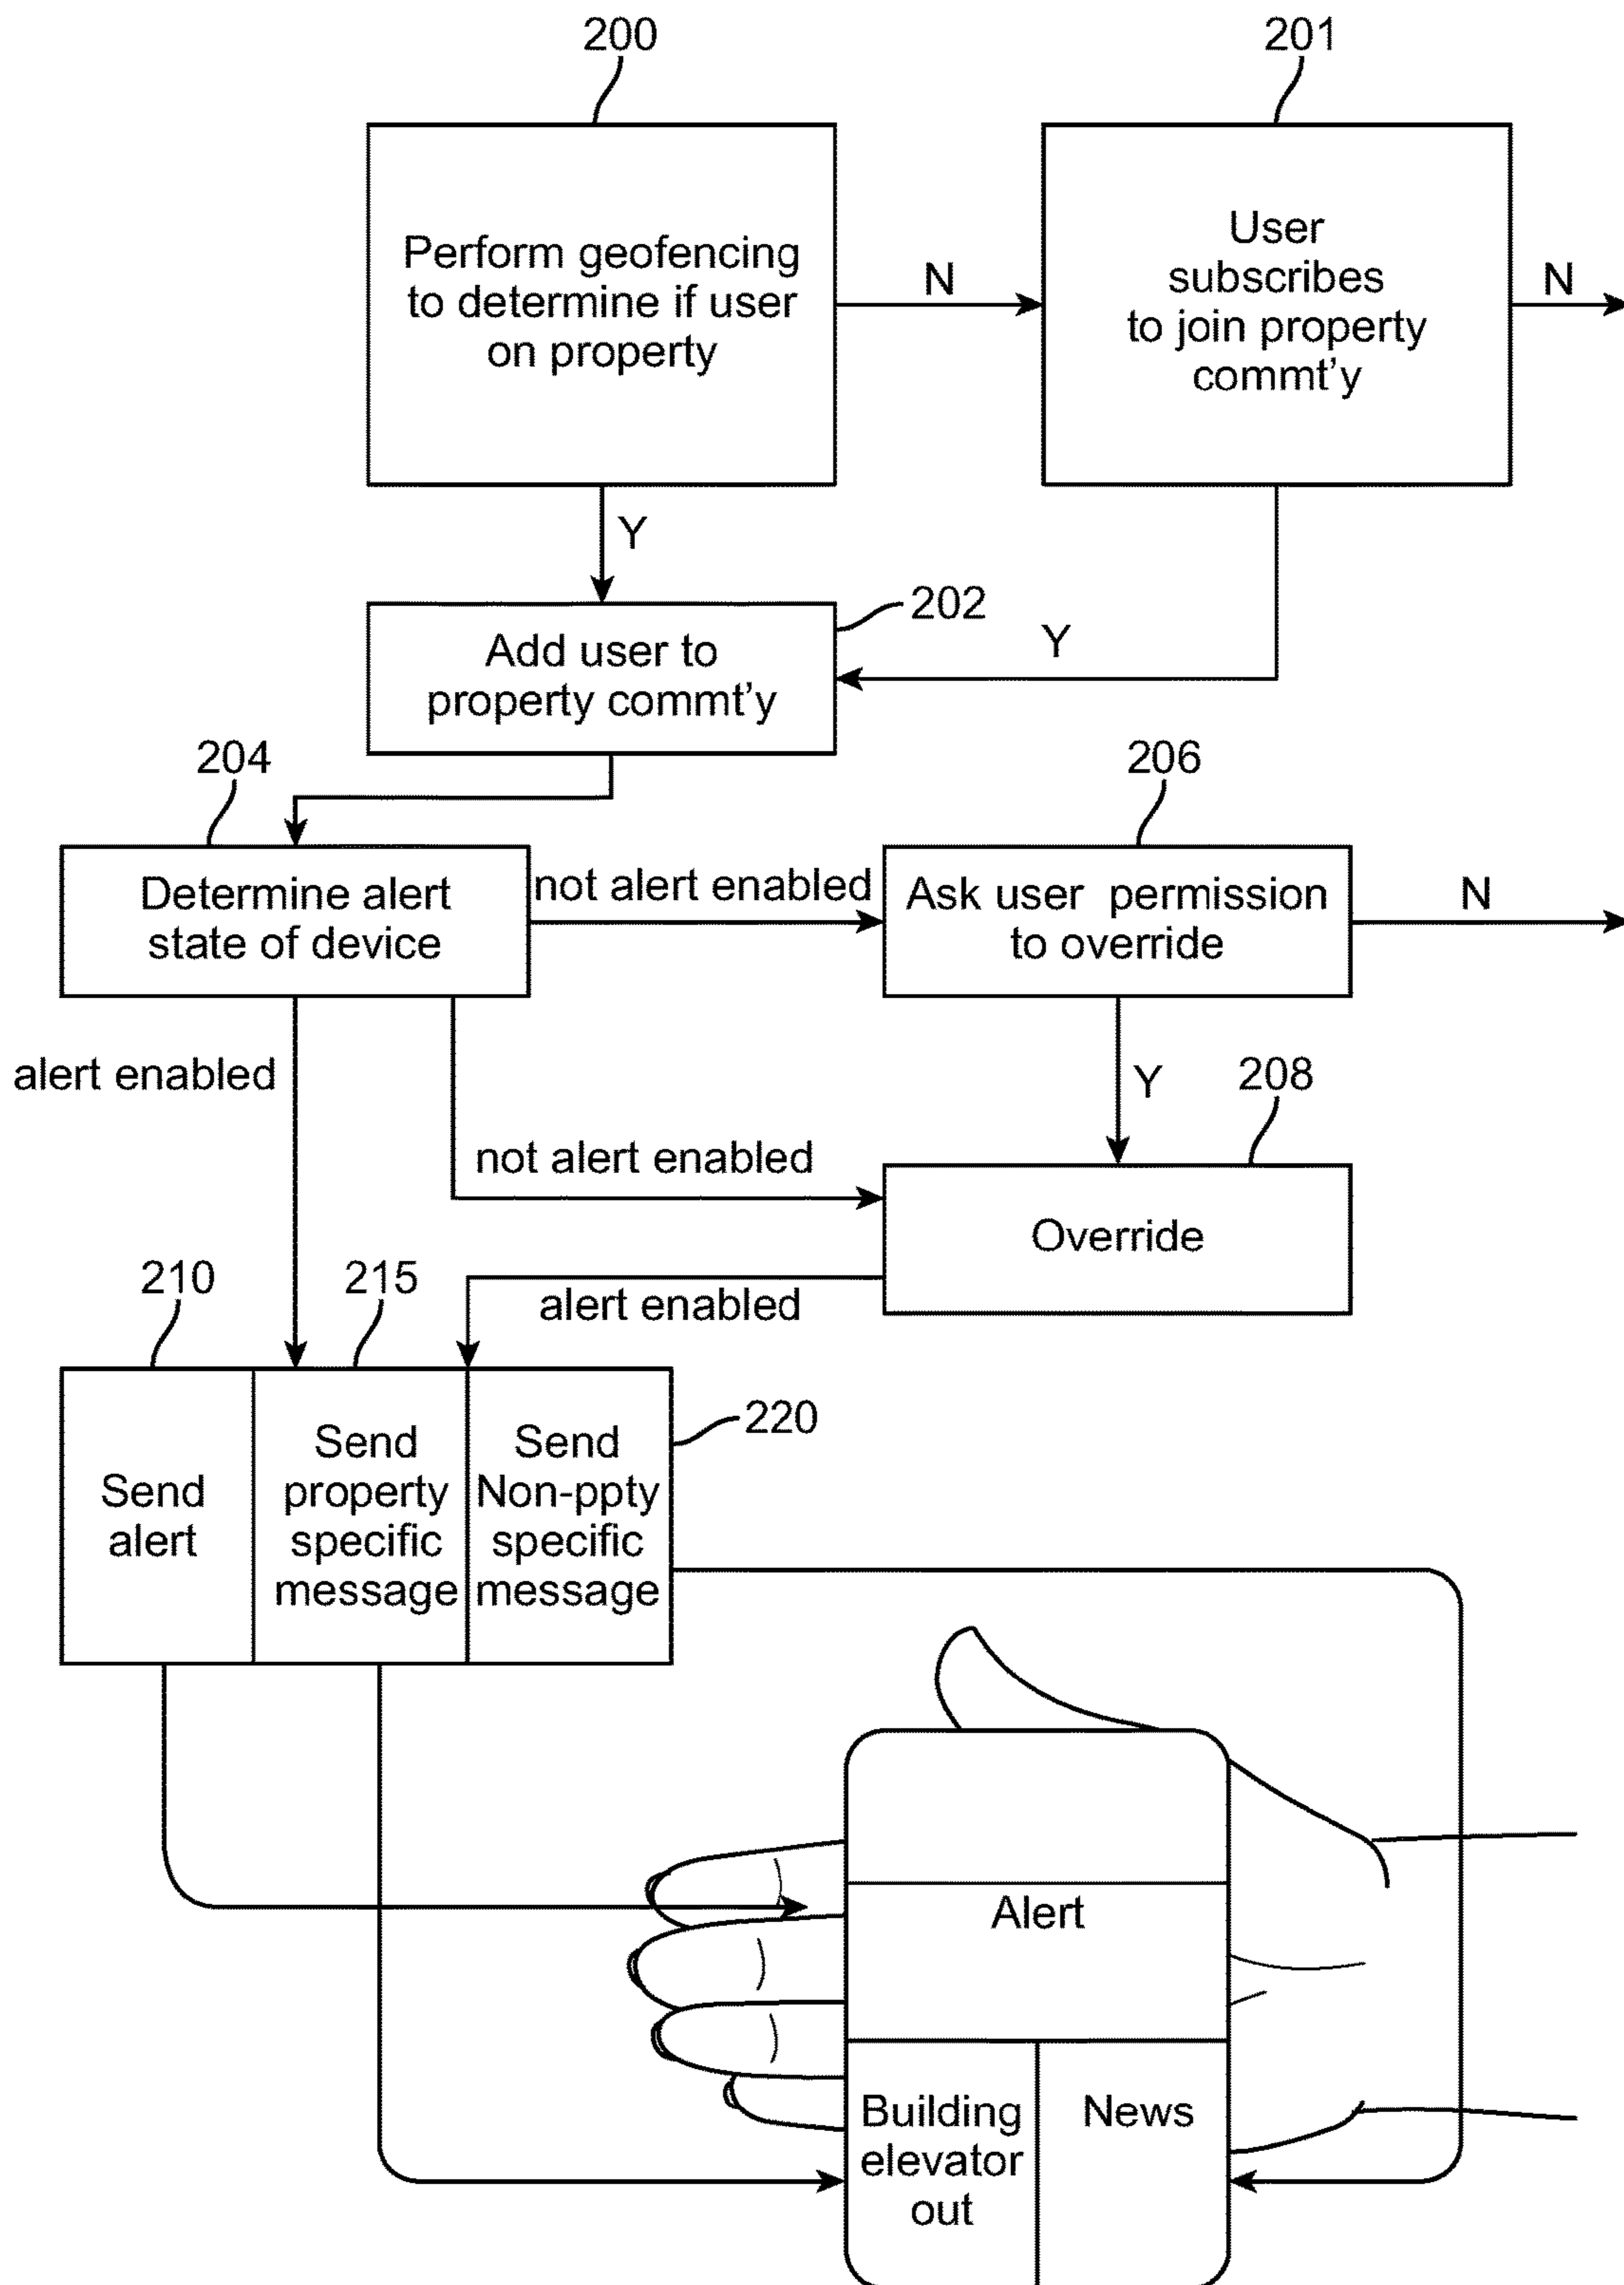 200
201
Perform geofencing
to determine if user
on property
N
User
subscribes
to join property
commt'y
N
Y
202
Add user to
property commt'y
Y
204
206
Determine alert
state of device
not alert enabled
Ask user permission
to override
N
alert enabled
Y
208
not alert enabled
Override
210
215
alert enabled
Send
alert
Send
property
specific
message
Send
Non-ppty
specific
message
220
Alert
Building
elevator
out
News